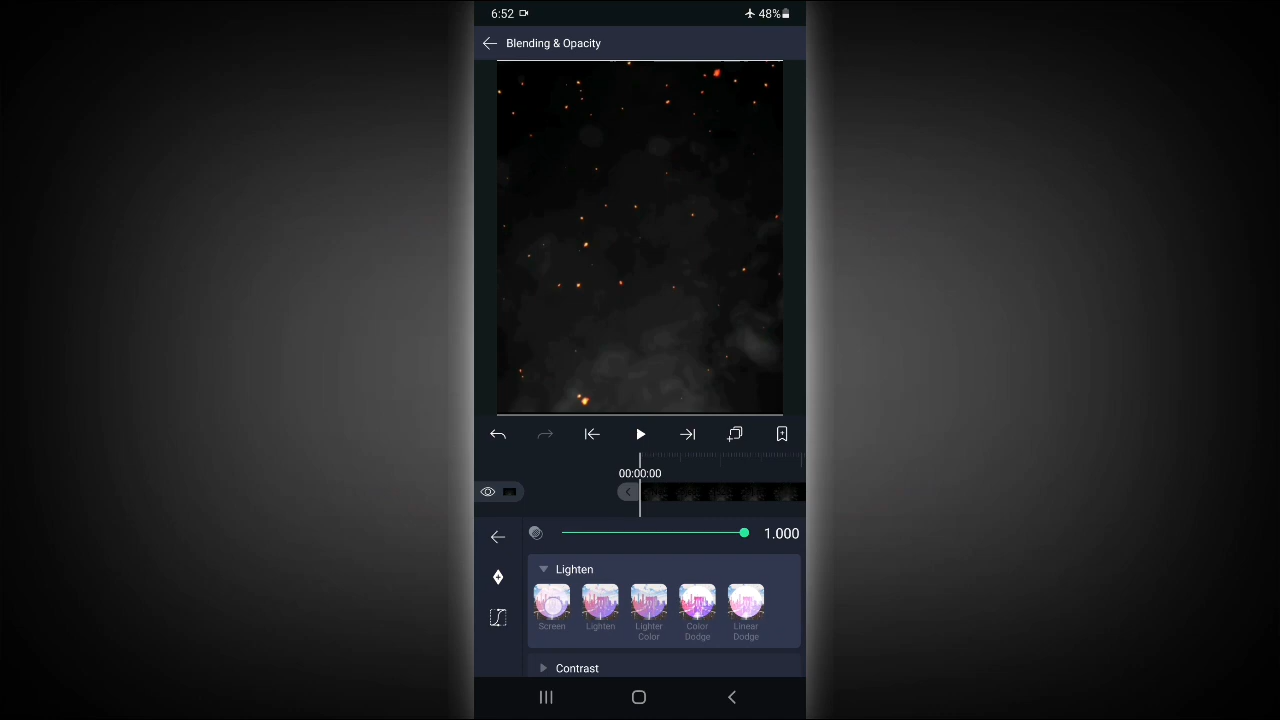 6:52
48%
Blending & Opacity
00:00:00
1.000
Lighten
Screen
Lighten
Lighter
Color
Color
Dodge
Linear
Dodge
Contrast